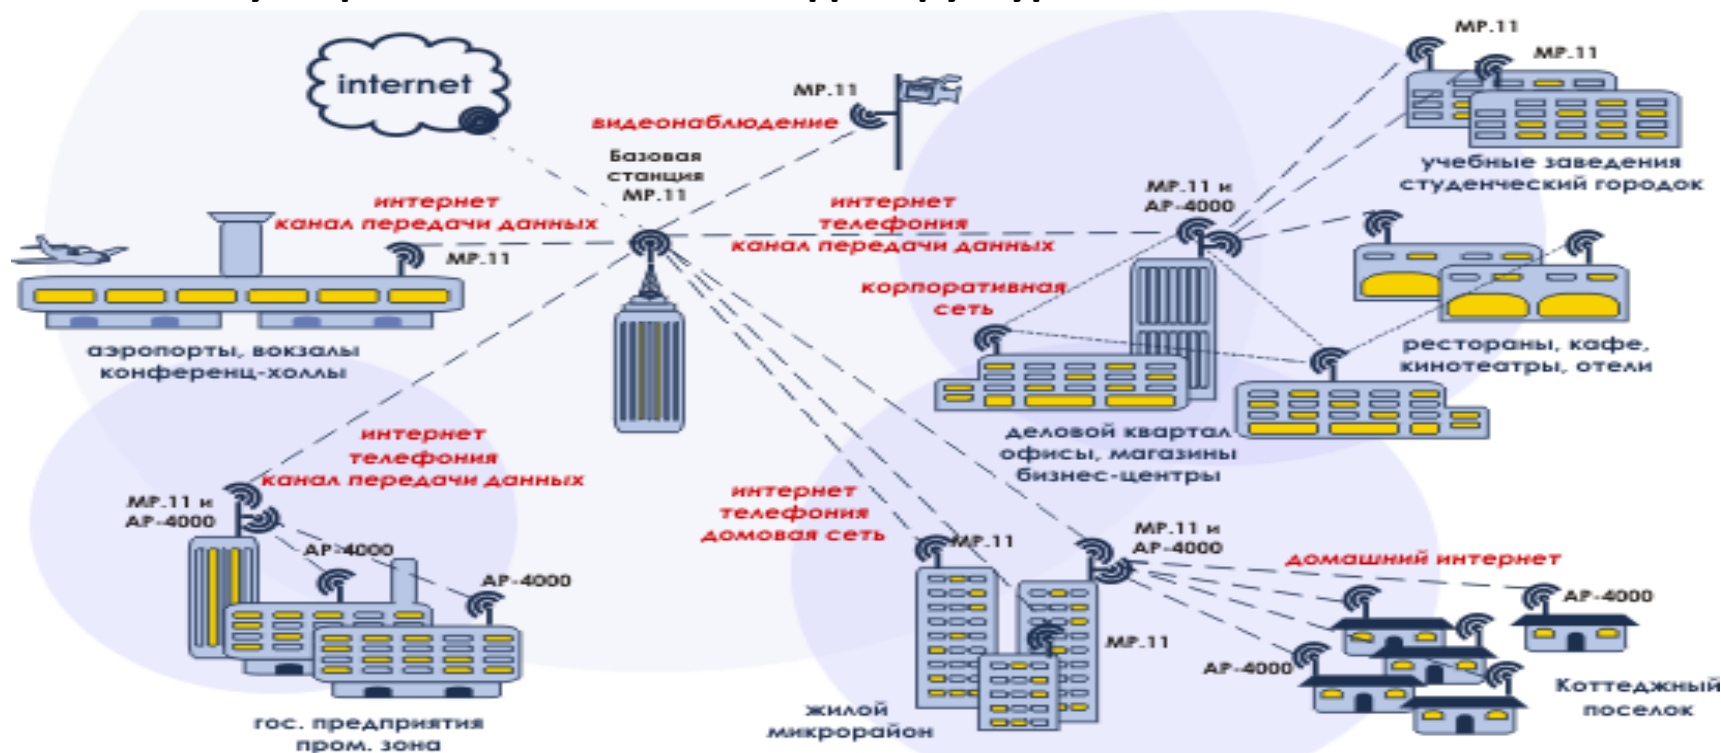 internet
МР.11
видеонаблюдение
Базовая
станция
МР.11
МР.11
МР.11
учебные заведения
студенческий городок
интернет
канал передачи данных
МР.11
интернет
телефония
канал передачи данных
МР.11 и
АР-4000
аэропорты, вокзалы
конференц-холлы
корпоративная
сеть
рестораны, кафе,
кинотеатры, отели
деловой квартал
офисы, магазины
бизнес-центры
интернет
телефония
канал передачи данных
МР.11 и
АР-4000
АР-4000
АР-4000
гос. предприятия
пром. зона
интернет
телефония
домовая сеть
МР.11
МР.11
жилой
микрорайон
МР.11 и
АР-4000
домашний интернет
АР-4000
АР-4000
Коттеджный
поселок